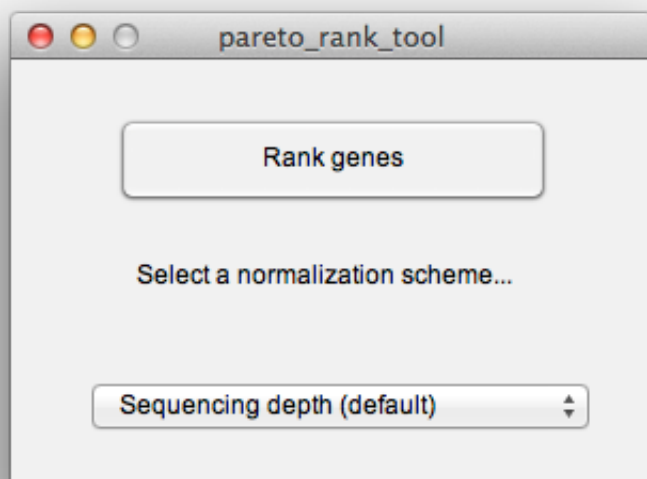 pareto_rank_tool
Rank genes
Select a normalization scheme...
Sequencing depth (default)